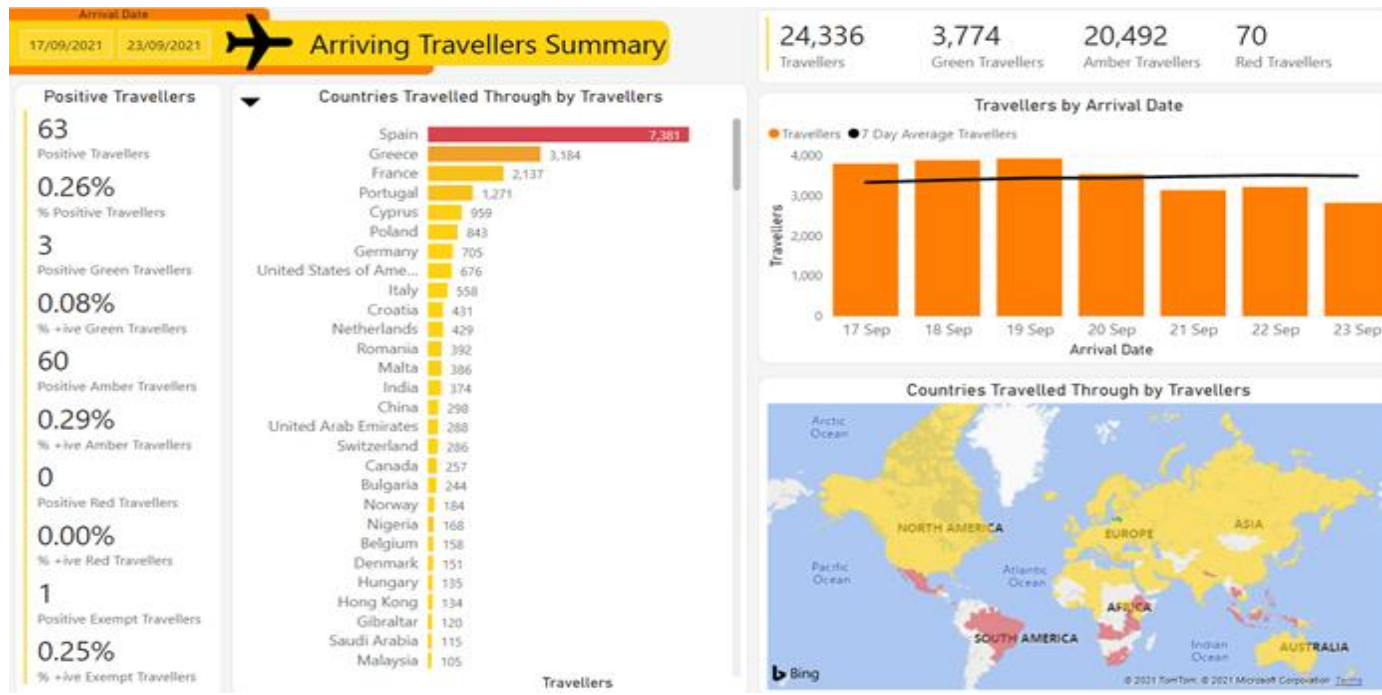 Arrival Date
17/09/2021 23/09/2021
Arriving Travellers Summary
24,336 3,774 20,492 70
Travellers Green Travellers Amber Travellers Red Travellers
Positive Travellers
63
Positive Travellers
0.26%
% Positive Travellers
3
Positive Green Travellers
0.08%
% +ive Green Travellers
60
Positive Amber Travellers
0.29%
% +ive Amber Travellers
0
Positive Red Travellers
0.00%
% +ive Red Travellers
1
Positive Exempt Travellers
0.25%
% +ive Exempt Travellers
Countries Travelled Through by Travellers
Spain 7,381
Greece 3,184
France 2,137
Portugal 1,271
Cyprus 959
Poland 843
Germany 705
United States of Ame... 676
Italy 558
Croatia 431
Netherlands 429
Romania 392
Malta 386
India 374
China 298
United Arab Emirates 288
Switzerland 286
Canada 257
Bulgaria 244
Norway 184
Nigeria 168
Belgium 158
Denmark 151
Hungary 135
Hong Kong 134
Gibraltar 120
Saudi Arabia 115
Malaysia 105
Travellers
Travellers by Arrival Date
Travellers 7 Day Average Travellers
4,000
3,000
2,000
1,000
0
Travellers
17 Sep 18 Sep 19 Sep 20 Sep 21 Sep 22 Sep 23 Sep
Arrival Date
Countries Travelled Through by Travellers
Arctic
Ocean
NORTH AMERICA
EUROPE
ASIA
Pacific
Ocean
Atlantic
Ocean
AFRICA
SOUTH AMERICA
Indian
Ocean
AUSTRALIA
Bing
© 2021 TomTom, © 2021 Microsoft Corporation Terms